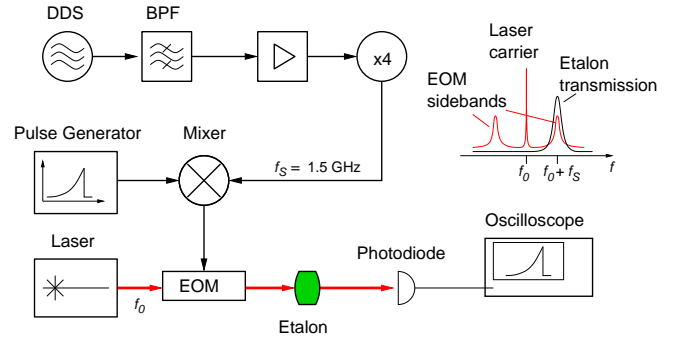 DDS
BPF
x4
Laser
carrier
Etalon
transmission
EOM
sidebands
f0
f0 + fS
f
Pulse Generator
Mixer
fS = 1.5 GHz
Oscilloscope
Laser
Photodiode
EOM
f0
Etalon